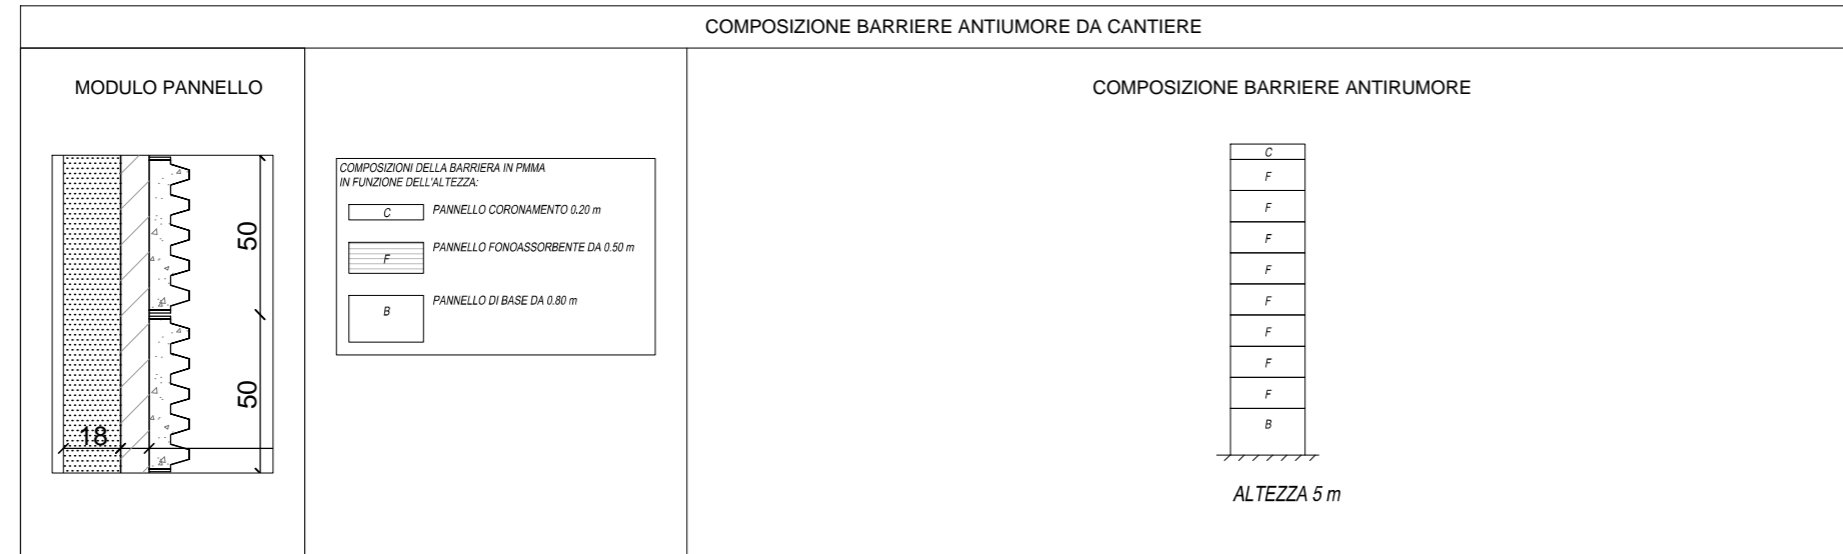 COMPOSIZIONE BARRIERE ANTIUMORE DA CANTIERE
MODULO PANNELLO
50
50
18
COMPOSIZIONI DELLA BARRIERA IN PMMA
IN FUNZIONE DELL'ALTEZZA:
C PANNELLO CORONAMENTO 0.20 m
F PANNELLO FONOASSORBENTE DA 0.50 m
B PANNELLO DI BASE DA 0.80 m
COMPOSIZIONE BARRIERE ANTIRUMORE
C
F
F
F
F
F
F
F
F
B
ALTEZZA 5 m